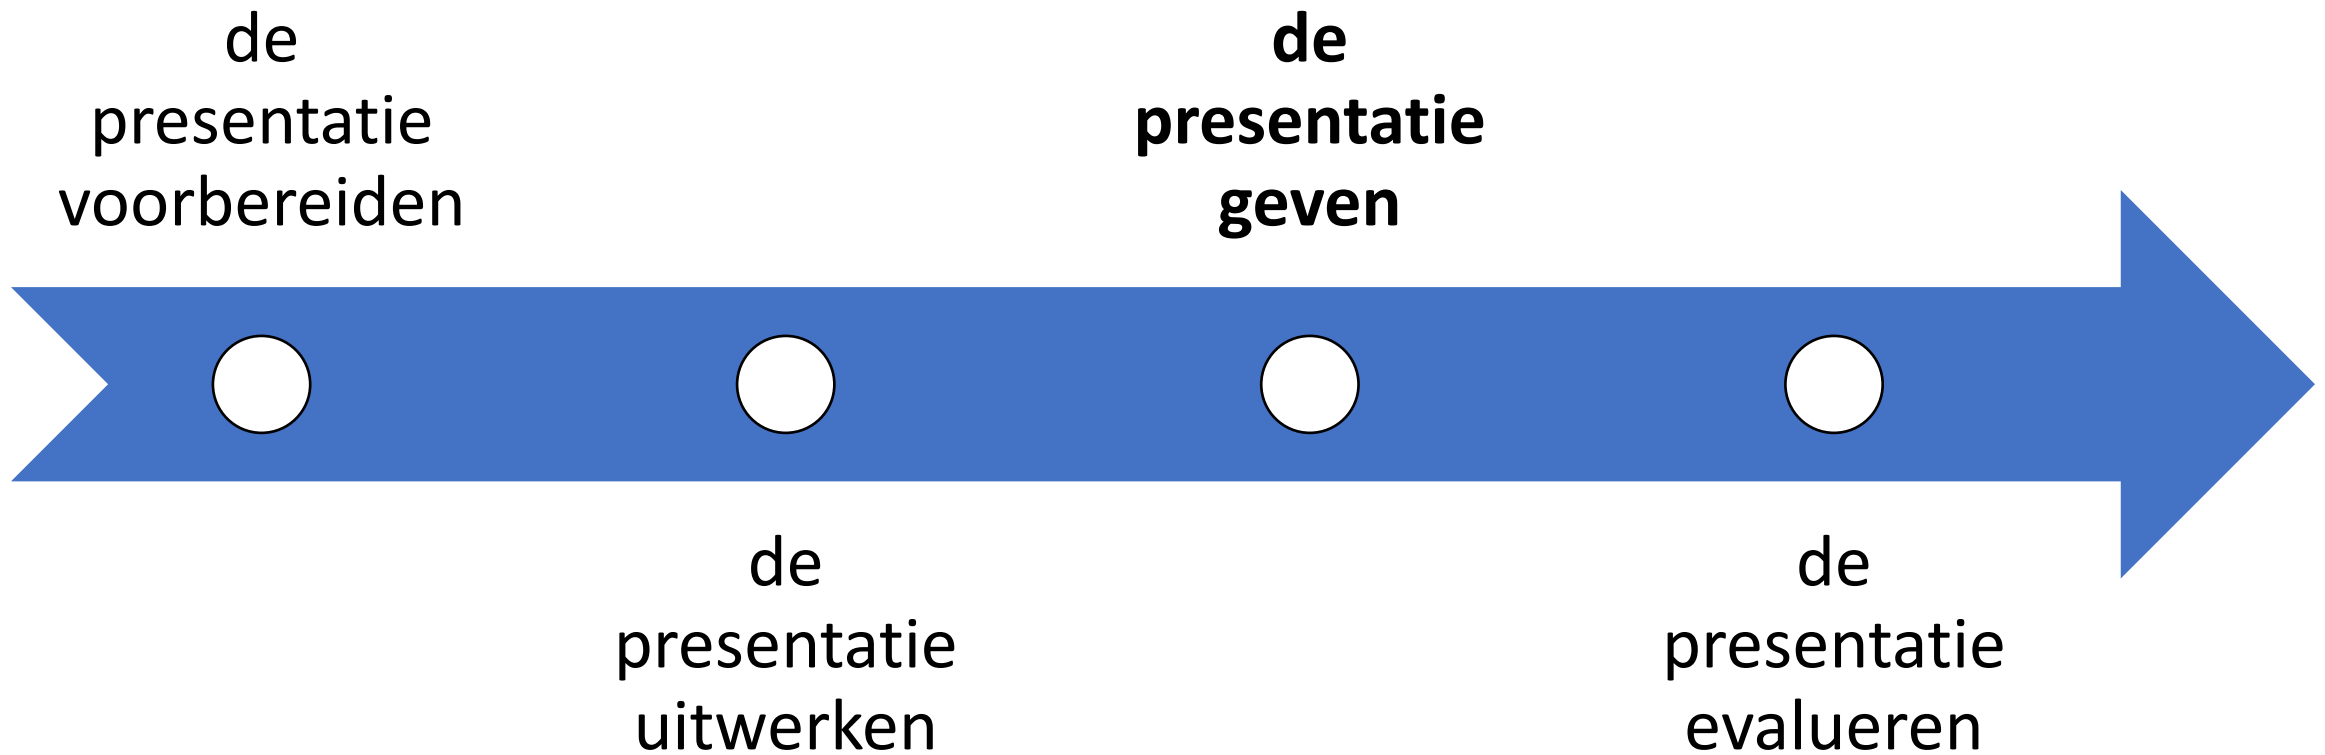 de
presentatie
voorbereiden
de
presentatie
uitwerken
de
presentatie
geven
de
presentatie
evalueren